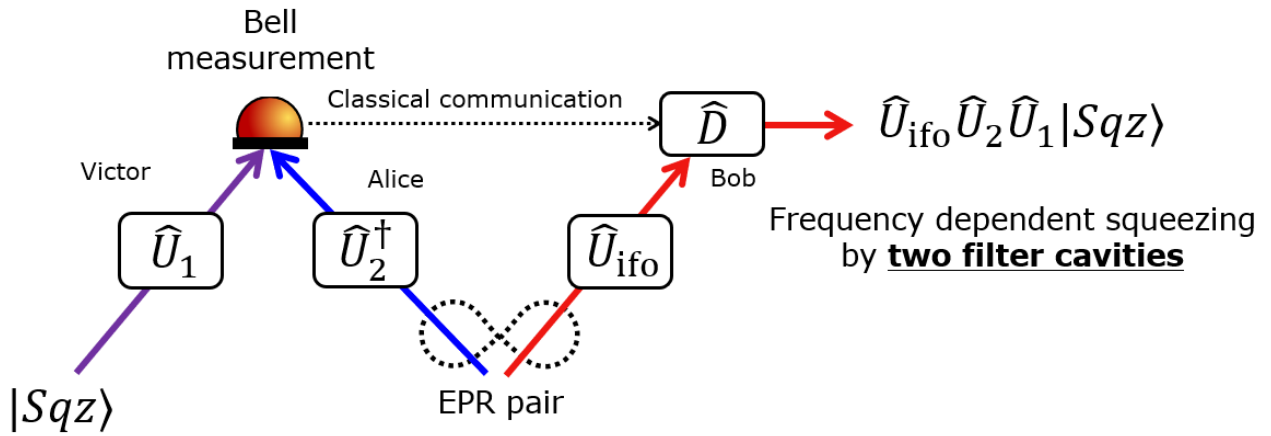 Bell
measurement
Classical communication
D̂
Û_ifo Û_2 Û_1|Sqz⟩
Victor
Alice
Bob
Û_1
Û_2^†
Û_ifo
Frequency dependent squeezing
by two filter cavities
|Sqz⟩
EPR pair